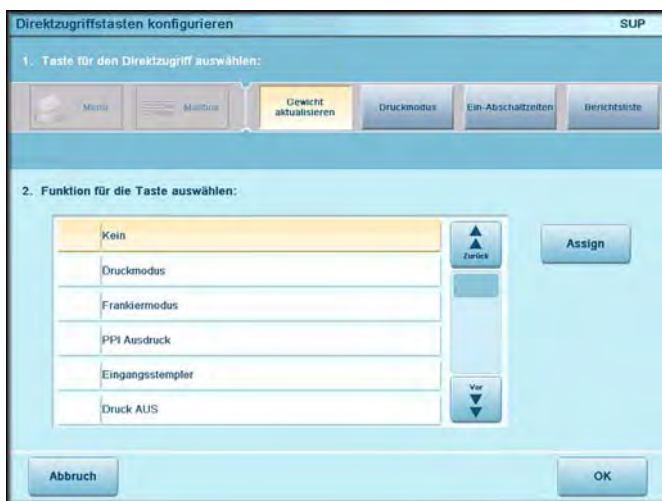 Direktzugriffstasten konfigurieren
SUP
1. Taste für den Direktzugriff auswählen:
Menü
Mailbox
Gewicht
aktualisieren
Druckmodus
Ein-Abschaltzeiten
Berichtsliste
2. Funktion für die Taste auswählen:
Kein
Druckmodus
Frankiermodus
PPI Ausdruck
Eingangsstempler
Druck AUS
Zurück
Vor
Assign
Abbruch
OK